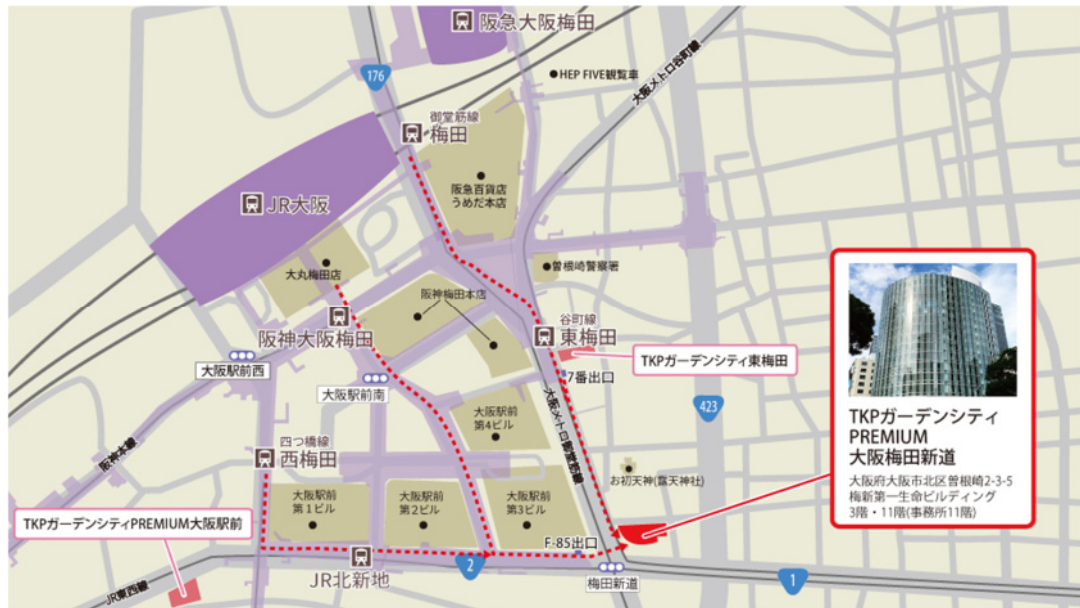 阪急大阪梅田
176
HEP FIVE観覧車
大阪メトロ谷町線
御堂筋線
梅田
阪急百貨店
うめだ本店
JR大阪
大丸梅田店
曽根崎警察署
阪神梅田本店
阪神大阪梅田
谷町線
東梅田
TKPガーデンシティ東梅田
7番出口
大阪駅前西
大阪駅前南
大阪メトロ御堂筋線
423
阪神本線
大阪駅前
第4ビル
四つ橋線
西梅田
お初天神(露天神社)
大阪駅前
第1ビル
大阪駅前
第2ビル
大阪駅前
第3ビル
TKPガーデンシティPREMIUM大阪駅前
F-85出口
JR北新地
2
梅田新道
1
JR東西線
TKPガーデンシティ
PREMIUM
大阪梅田新道
大阪府大阪市北区曽根崎2-3-5
梅新第一生命ビルディング
3階・11階(事務所11階)